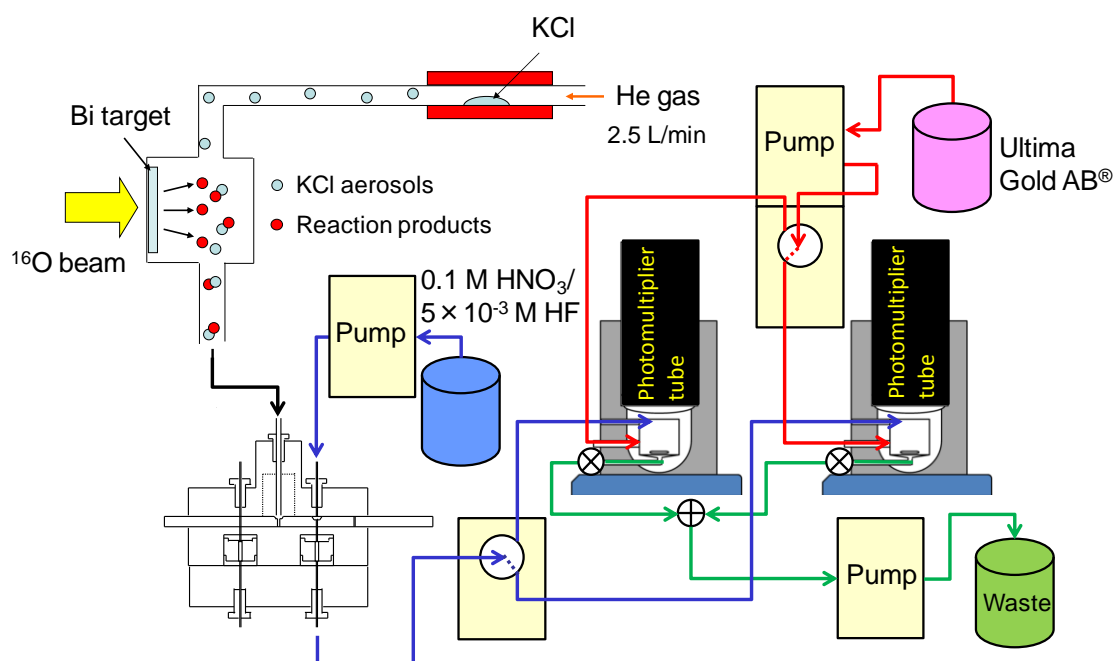 KCl
He gas
2.5 L/min
Bi target
KCl aerosols
Reaction products
¹⁶O beam
Pump
Ultima
Gold AB®
0.1 M HNO₃/
5×10⁻³ M HF
Pump
Photomultiplier
tube
Photomultiplier
tube
Pump
Waste